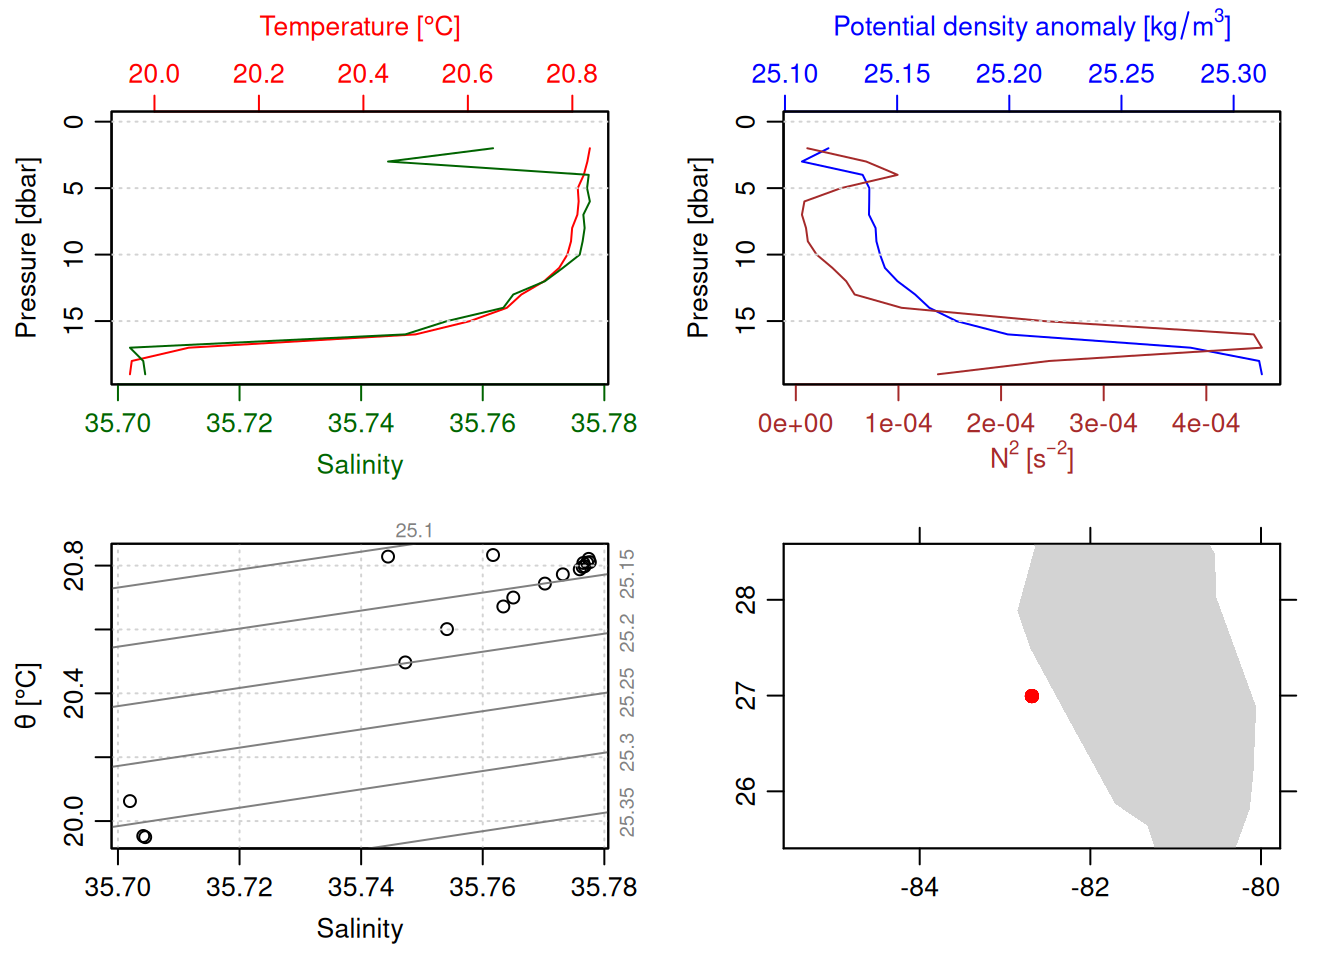 Temperature [°C]
20.0 20.2 20.4 20.6 20.8
0
5
10
15
Pressure [dbar]
35.70 35.72 35.74 35.76 35.78
Salinity
Potential density anomaly [kg/m³]
25.10 25.15 25.20 25.25 25.30
0
5
10
15
Pressure [dbar]
0e+00 1e-04 2e-04 3e-04 4e-04
N² [s⁻²]
25.1
25.15
25.2
25.25
25.3
25.35
20.8
20.4
20.0
θ [°C]
35.70 35.72 35.74 35.76 35.78
Salinity
28
27
26
-84 -82 -80